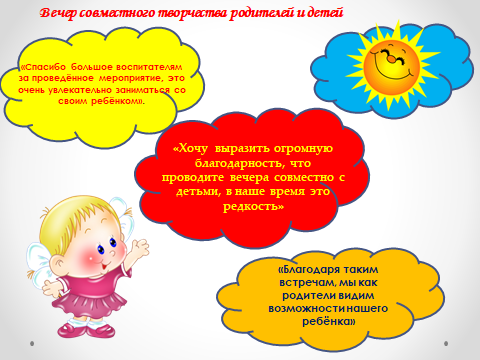 Вечер совместного творчества родителей и детей
«Спасибо большое воспитателям
за проведённое мероприятие, это
очень увлекательно заниматься со
своим ребёнком».
«Хочу выразить огромную
благодарность, что
проводите вечера совместно с
детьми, в наше время это
редкость»
«Благодаря таким
встречам, мы как
родители видим
возможности нашего
ребёнка»